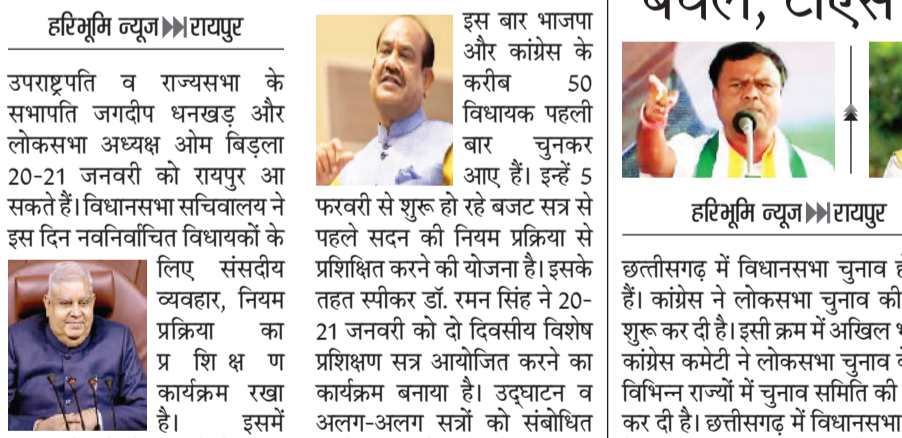 हरिभूमि न्यूज रायपुर
उपराष्ट्रपति व राज्यसभा के
सभापति जगदीप धनखड़ और
लोकसभा अध्यक्ष ओम बिड़ला
20-21 जनवरी को रायपुर आ
सकते हैं। विधानसभा सचिवालय ने
इस दिन नवनिर्वाचित विधायकों के
लिए संसदीय
व्यवहार, नियम
प्रक्रिया का
प्र शि क्ष ण
कार्यक्रम रखा
है। इसमें
इस बार भाजपा
और कांग्रेस के
करीब 50
विधायक पहली
बार चुनकर
आए हैं। इन्हें 5
फरवरी से शुरू हो रहे बजट सत्र से
पहले सदन की नियम प्रक्रिया से
प्रशिक्षित करने की योजना है। इसके
तहत स्पीकर डॉ. रमन सिंह ने 20-
21 जनवरी को दो दिवसीय विशेष
प्रशिक्षण सत्र आयोजित करने का
कार्यक्रम बनाया है। उद्घाटन व
अलग-अलग सत्रों को संबोधित
हरिभूमि न्यूज रायपुर
छत्तीसगढ़ में विधानसभा चुनाव
हैं। कांग्रेस ने लोकसभा चुनाव की
शुरू कर दी है। इसी क्रम में अखिल
कांग्रेस कमेटी ने लोकसभा चुनाव
विभिन्न राज्यों में चुनाव समिति की
कर दी है। छत्तीसगढ़ में विधानसभा